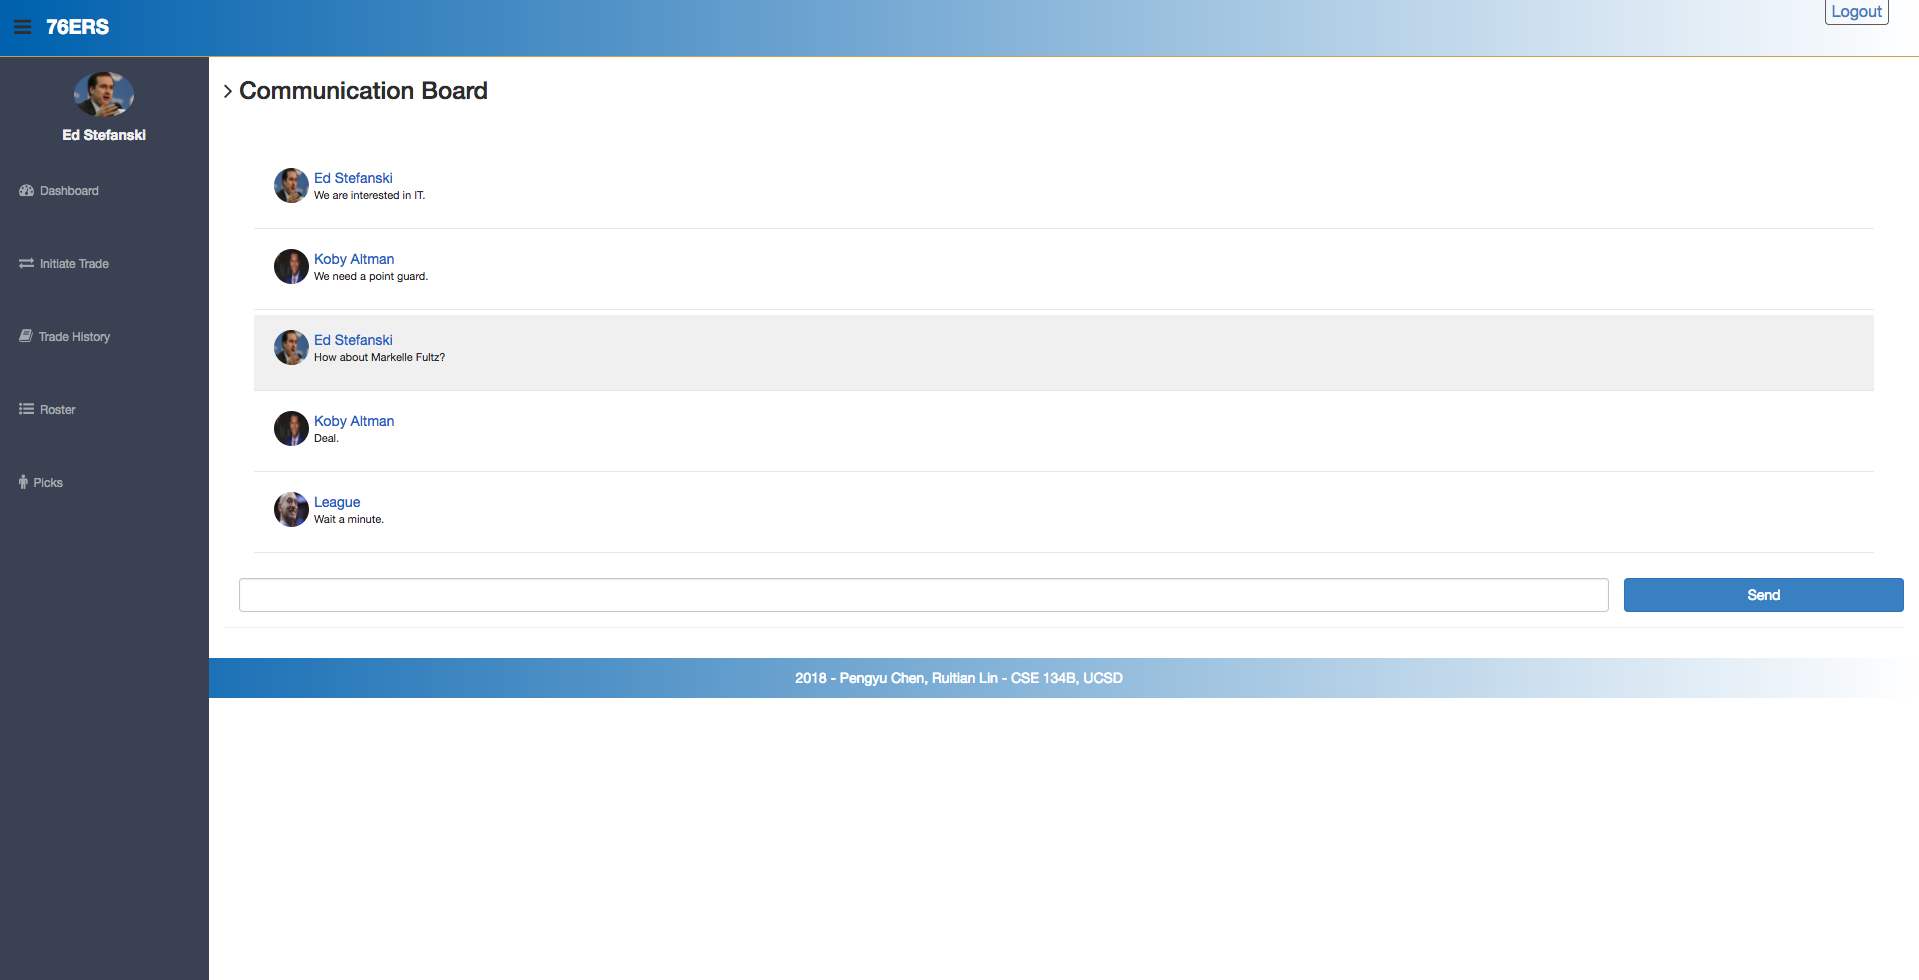 76ERS
Logout
Ed Stefanski
Dashboard
Initiate Trade
Trade History
Roster
Picks
Communication Board
Ed Stefanski
We are interested in IT.
Koby Altman
We need a point guard.
Ed Stefanski
How about Markelle Fultz?
Koby Altman
Deal.
League
Wait a minute.
Send
2018 - Pengyu Chen, Ruitian Lin - CSE 134B, UCSD